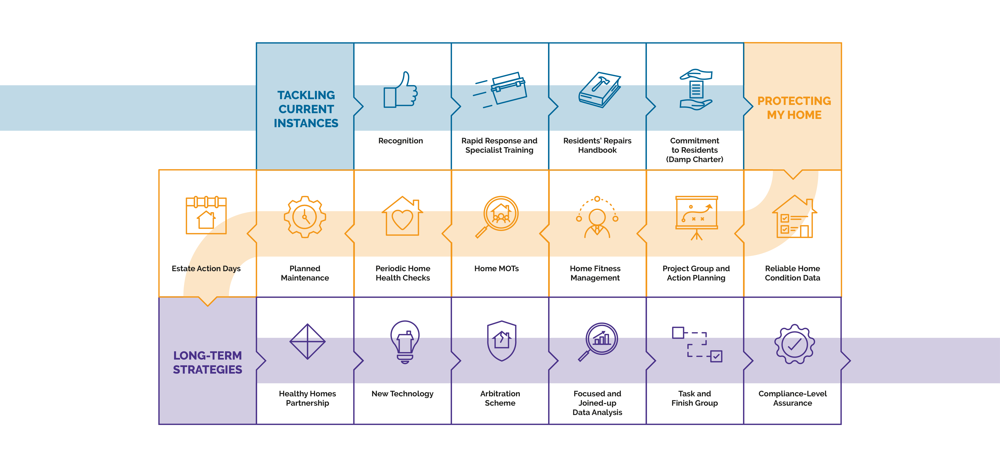 TACKLING
CURRENT
INSTANCES
Recognition
Rapid Response and
Specialist Training
Residents’ Repairs
Handbook
Commitment
to Residents
(Damp Charter)
PROTECTING
MY HOME
Reliable Home
Condition Data
Project Group and
Action Planning
Home Fitness
Management
Home MOTs
Periodic Home
Health Checks
Planned
Maintenance
Estate Action Days
LONG-TERM
STRATEGIES
Healthy Homes
Partnership
New Technology
Arbitration
Scheme
Focused and
Joined-up
Data Analysis
Task and
Finish Group
Compliance-Level
Assurance